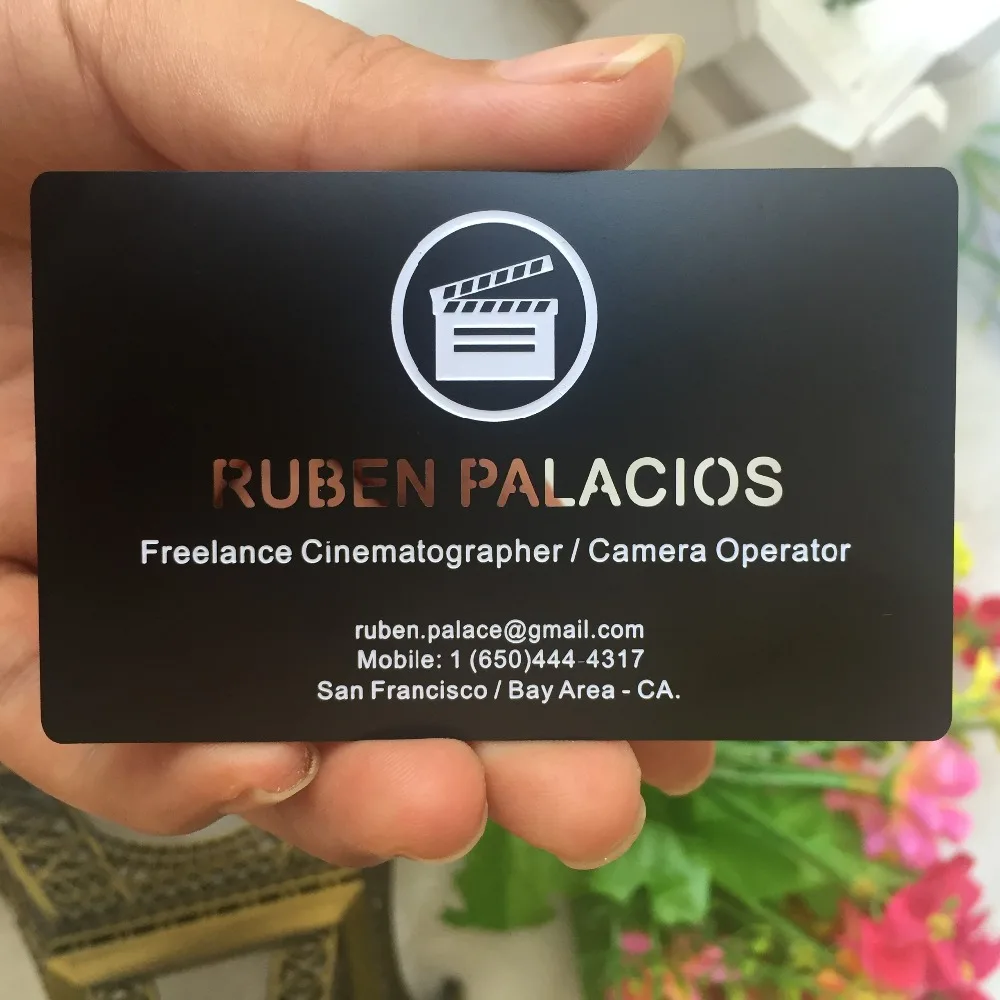 RUBEN PALACIOS
Freelance Cinematographer / Camera Operator
ruben.palace@gmail.com
Mobile: 1 (650)444-4317
San Francisco / Bay Area - CA.